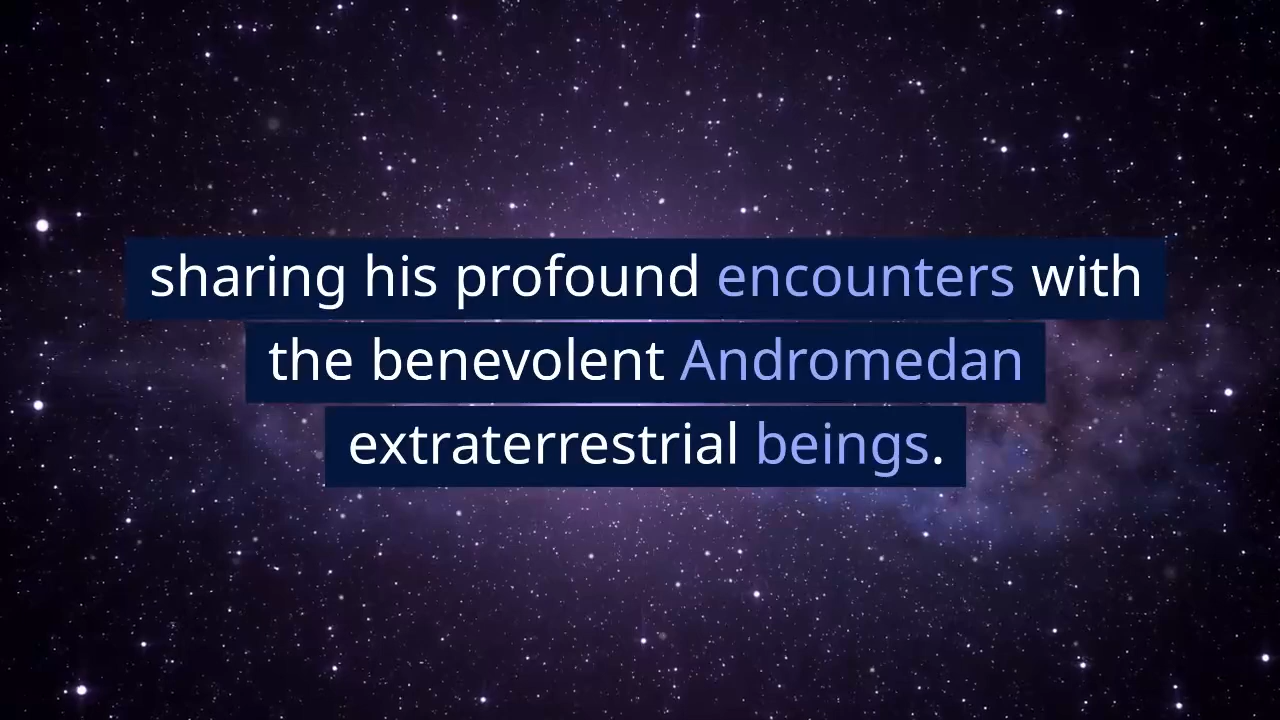 sharing his profound encounters with
the benevolent Andromedan
extraterrestrial beings.